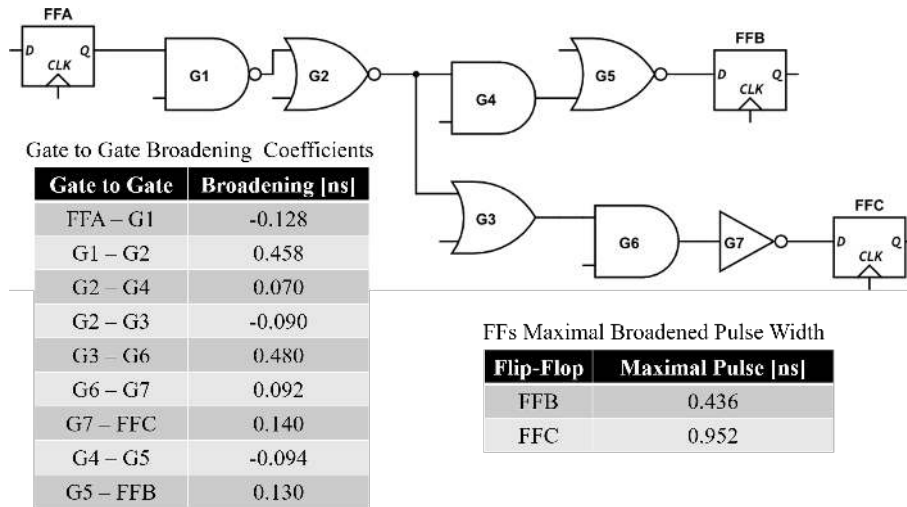 FFA
D
Q
CLK
G1
G2
G4
G5
FFB
D
Q
CLK
G3
G6
G7
FFC
D
Q
CLK
Gate to Gate Broadening Coefficients
Gate to Gate Broadening [ns]
FFA – G1 -0.128
G1 – G2 0.458
G2 – G4 0.070
G2 – G3 -0.090
G3 – G6 0.480
G6 – G7 0.092
G7 – FFC 0.140
G4 – G5 -0.094
G5 – FFB 0.130
FFs Maximal Broadened Pulse Width
Flip-Flop Maximal Pulse [ns]
FFB 0.436
FFC 0.952